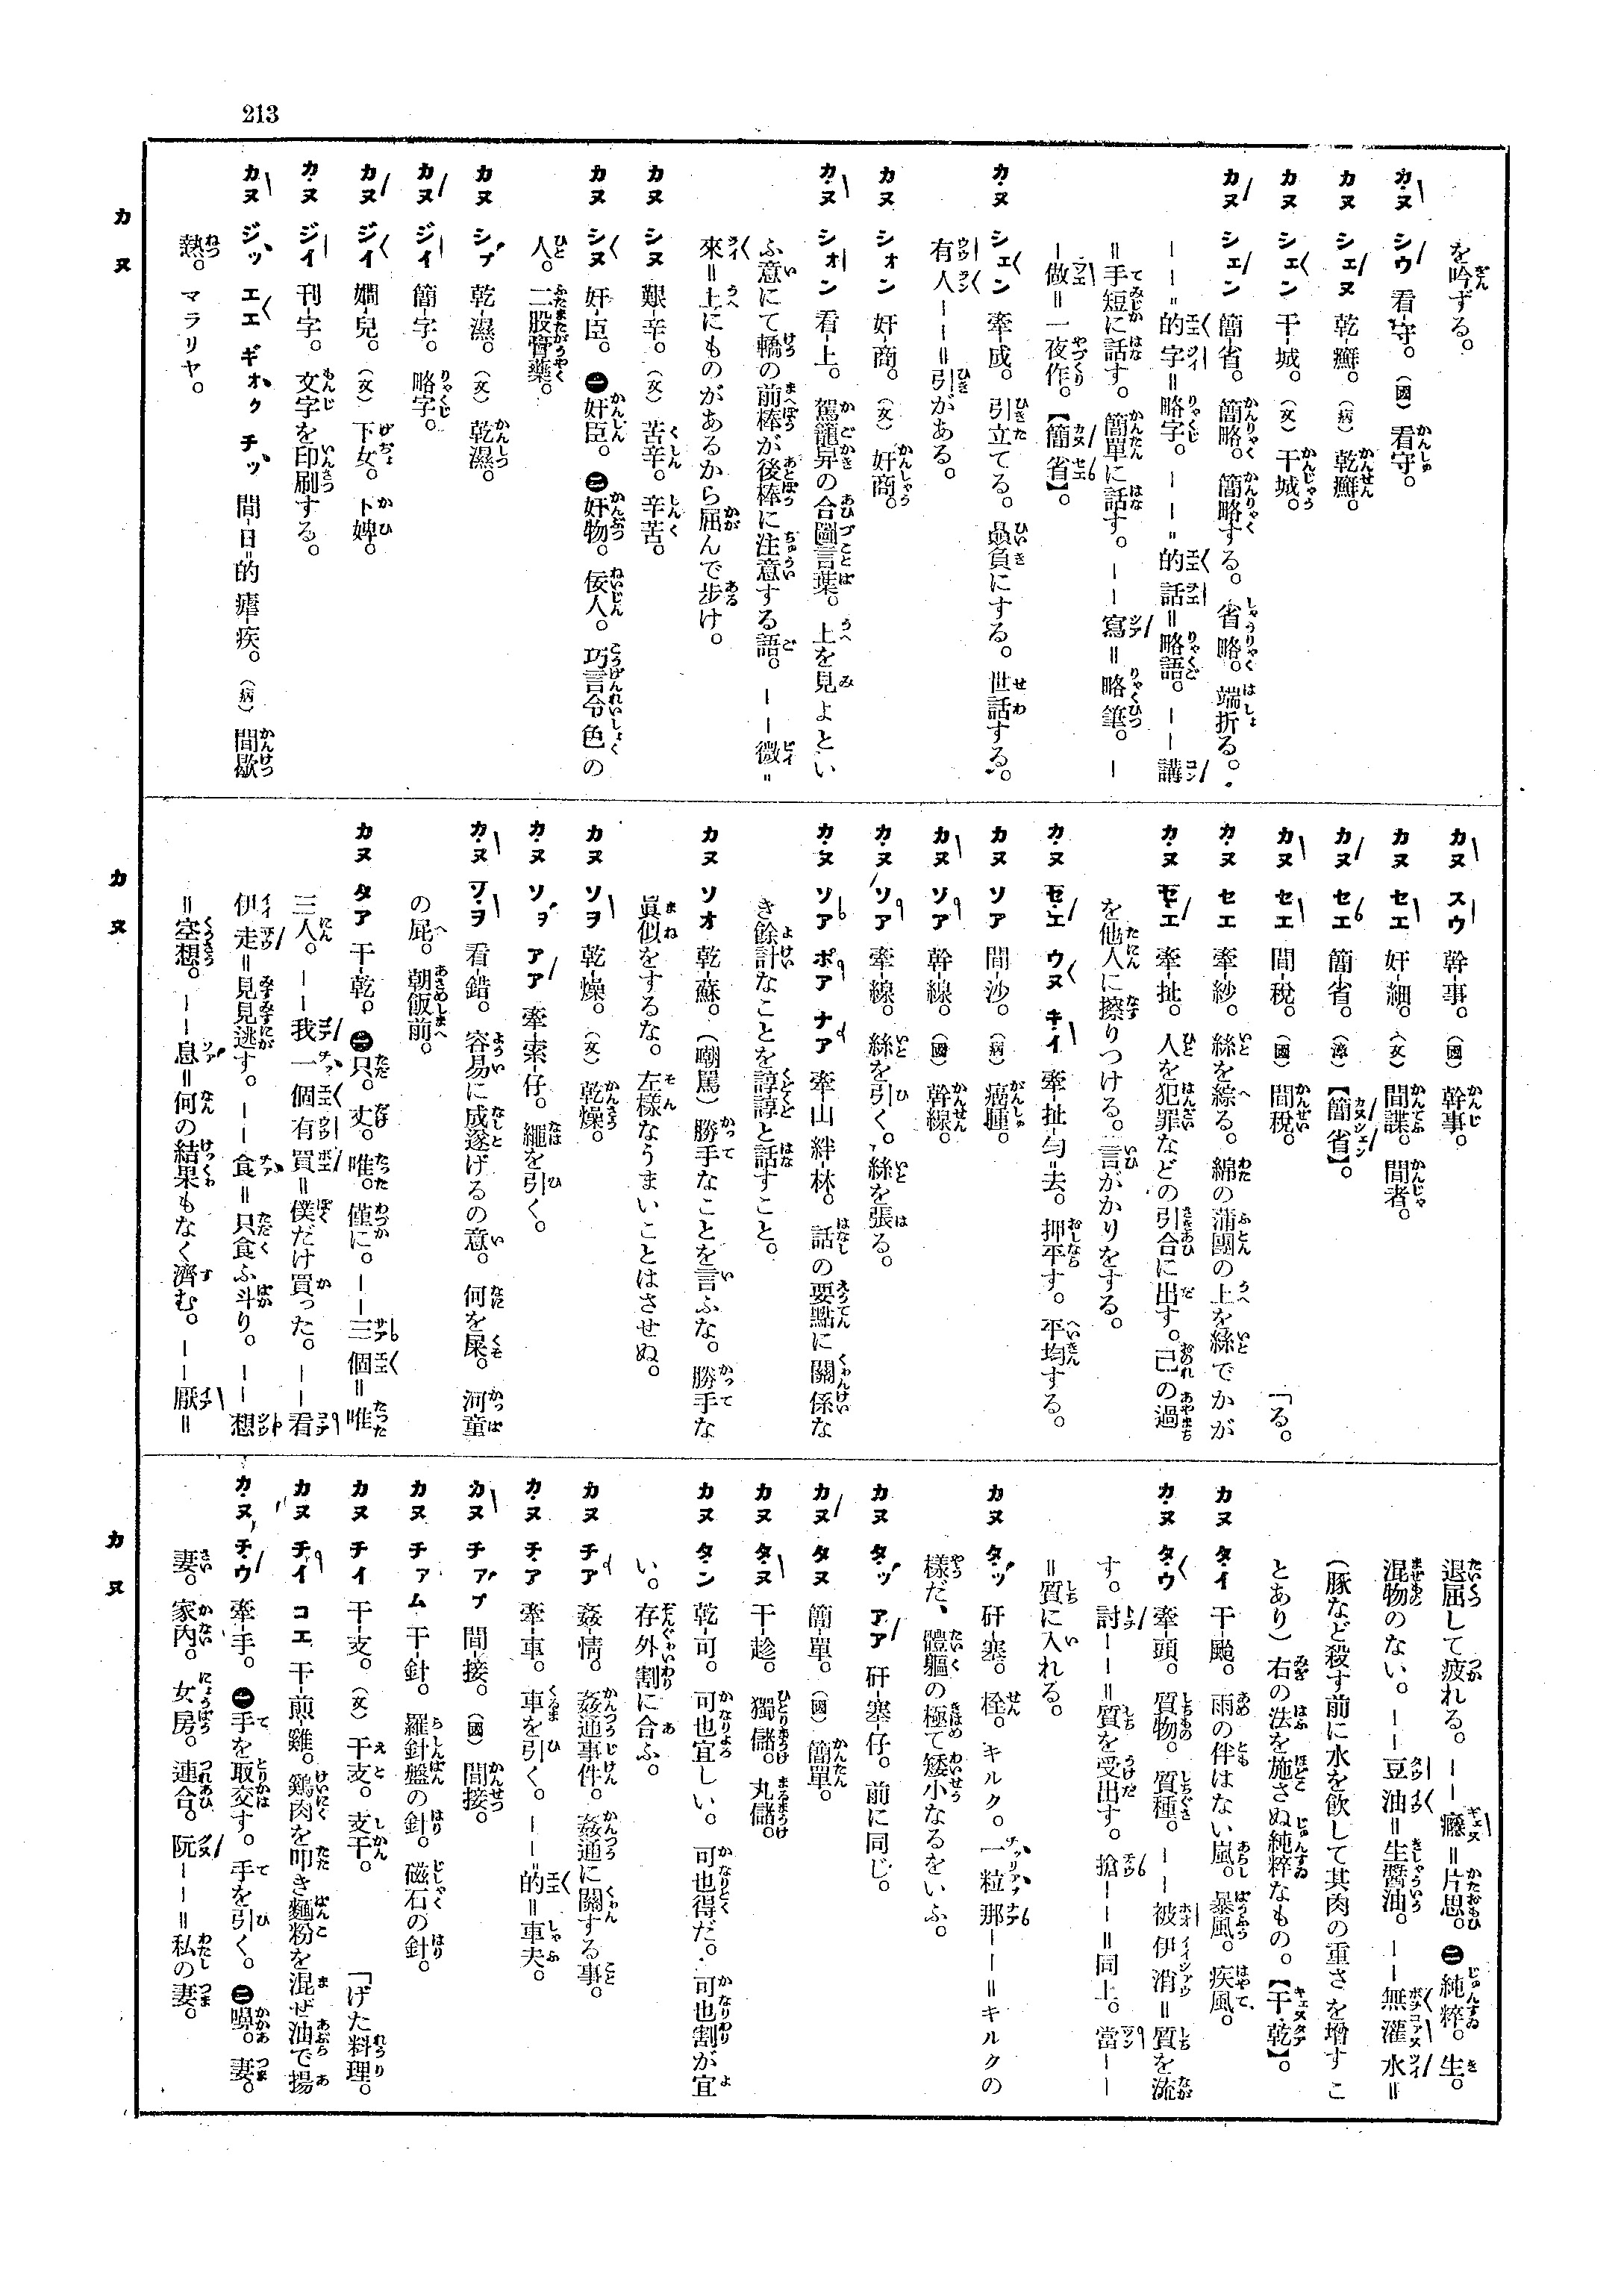 213
を吟ずる。
カヌ シウ 看-守。（國）看守。
カヌ シェヌ 乾-癬。（病）乾癬。
カヌ シェン 干-城。（文）干城。
カヌ シェン 簡-省。簡略。簡略する。省略。端折る。
――=的字=略字。――=的話=略語。――講
=手短に話す。簡單に話す。――寫=略筆。―
―做=一夜作。【簡省】。
カヌ シェン 牽-成。引立てる。贔負にする。世話する。
有人――=引がある。
カヌ シォン 奸-商。（文）奸商。
カヌ シォン 看-上。駕籠舁の合圖言葉。上を見よとい
ふ意にて轎の前棒が後棒に注意する語。――微=
來=上にものがあるから屈んで步け。
カヌ シヌ 艱-辛。（文）苦辛。辛苦。
カヌ シヌ 奸-臣。㊀奸臣。㊁奸物。佞人。巧言令色の
人。二股膏藥。
カヌ シプ 乾-濕。（文）乾濕。
カヌ ジイ 簡-字。略字。
カヌ ジイ 嫺-兒。（文）下女。下婢。
カヌ ジイ 刊-字。文字を印刷する。
カヌ ジッ エエ ギォク チッ 間-日=的 瘧-疾。（病）間歇
熱。マラリヤ。
カヌ スウ 幹-事。（國）幹事。
カヌ セエ 奸-細。（文）間諜。間者。
カヌ セエ 簡-省。（漳）【簡省】。
カヌ セエ 間-稅。（國）間稅。
カヌ セエ 牽-紗。絲を綜る。綿の蒲團の上を絲でかが
「る。
カヌ セエ 牽-扯。人を犯罪などの引合に出す。己の過
を他人に擦りつける。言がかりをする。
カヌ セエ ウヌ キイ 牽-扯-勻=去。押平す。平均する。
カヌ ソア 間-沙。（病）癎腫。
カヌ ソア 幹-線。（國）幹線。
カヌ ソア 牽-線。絲を引く。絲を張る。
カヌ ソア ポア ナア 牽山絆-林。話の要點に關係な
き餘計なことを諄諄と話すこと。
カヌ ソオ 乾-蘇。（嘲罵）勝手なことを言ふな。勝手な
眞似をするな。左樣なうまいことはさせぬ。
カヌ ソヲ 乾-燥。（文）乾燥。
カヌ ソヲ アア 牽索-仔。繩を引く。
カヌ ソヲ 看-錯。容易に成遂げるの意。何を屎。河童
の屁。朝飯前。
カヌ タア 干-乾。㊀只。丈。唯。僅に。――三個=唯
三人。――我一個有買=僕だけ買った。――看
伊走=見見逃す。――食=只食ふ斗り。――想
=空想。――息=何の結果もなく濟む。――厭=
退屈して疲れる。――癮=片思。㊁純粹。生。
混物のない。――豆油=生醬油。――無灌水=
（豚など殺す前に水を飮して其肉の重さを增すこ
とあり）右の法を施さぬ純粹なもの。【干乾】。
カヌ タイ 干-颱。雨の伴はない嵐。暴風。疾風。
カヌ タウ 牽-頭。質物。質種。――被伊消=質を流
す。討――=質を受出す。搶――=同上。當――
=質に入れる。
カヌ タッ 矸-塞。栓。キルク。一粒那――=キルクの
樣だ、體軀の極て矮小なるをいふ。
カヌ タッ アア 矸-塞-仔。前に同じ。
カヌ タヌ 簡-單。（國）簡單。
カヌ タヌ 干-趁。獨儲。丸儲。
カヌ タン 乾-可。可也宜しい。可也得だ。可也割が宜
い。存外割に合ふ。
カヌ チア 姦-情。姦通事件。姦通に關する事。
カヌ チア 牽-車。車を引く。――=的=車夫。
カヌ チァプ 間-接。（國）間接。
カヌ チァム 干-針。羅針盤の針。磁石の針。
カヌ チイ 干-支。（文）干支。支干。
「げた料理。
カヌ チイ コエ 干-煎-雞。鷄肉を叩き麵粉を混ぜ油で揚
カヌ チウ 牽-手。㊀手を取交す。手を引く。㊁嚊。妻。
妻。家内。女房。連合。阮――=私の妻。
カ ヌ
カ ヌ
カ ヌ